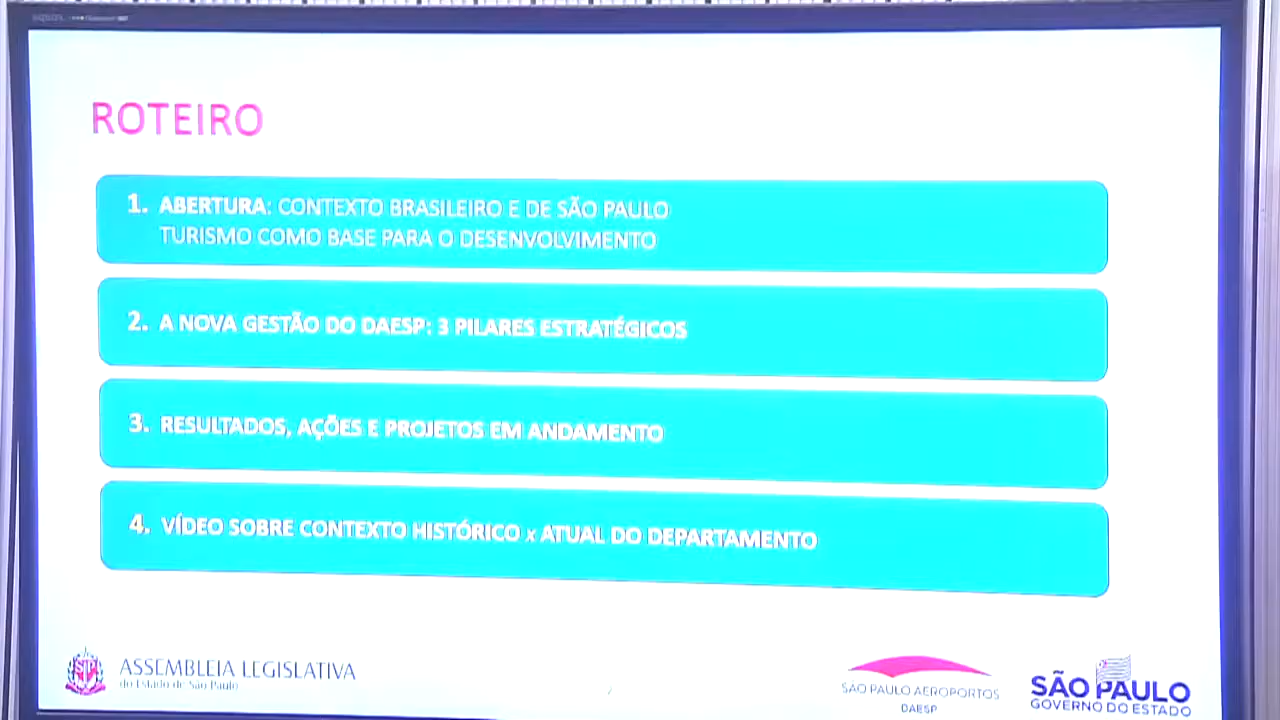 ROTEIRO
1. ABERTURA: CONTEXTO BRASILEIRO E DE SÃO PAULO
TURISMO COMO BASE PARA O DESENVOLVIMENTO
2. A NOVA GESTÃO DO DAESP: 3 PILARES ESTRATÉGICOS
3. RESULTADOS, AÇÕES E PROJETOS EM ANDAMENTO
4. VÍDEO SOBRE CONTEXTO HISTÓRICO x ATUAL DO DEPARTAMENTO
ASSEMBLEIA LEGISLATIVA
do Estado de São Paulo
SÃO PAULO AEROPORTOS
DAESP
SÃO PAULO
GOVERNO DO ESTADO